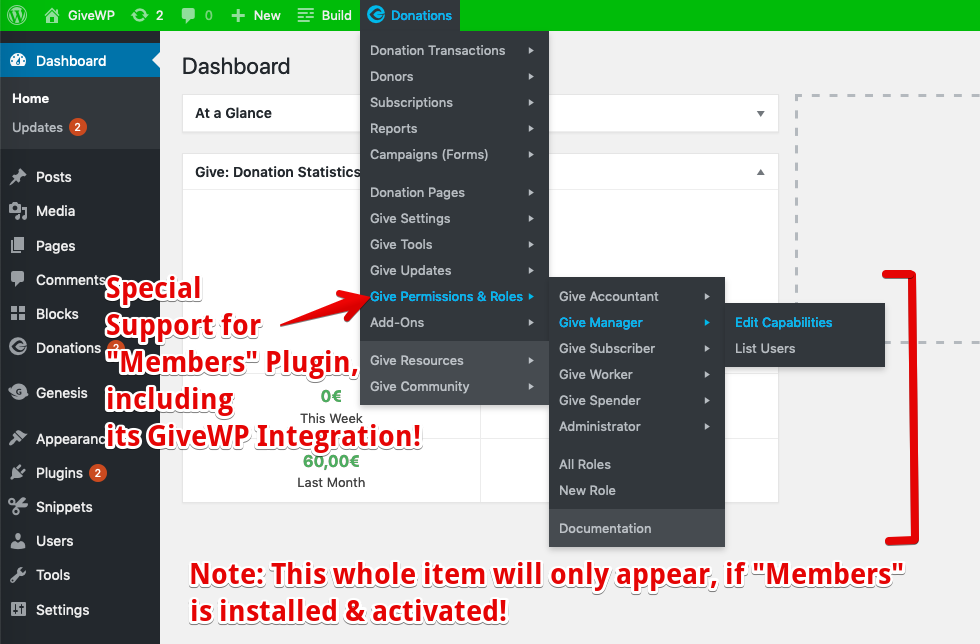 GiveWP 2 0 New Build Donations
Dashboard
Home
Updates 2
Posts
Media
Pages
Comments
Blocks
Donations 2
Genesis
Appearanc
Plugins 2
Snippets
Users
Tools
Settings
Dashboard
At a Glance
Give: Donation Statistics
0€
This Week
60,00€
Last Month
Donation Transactions
Donors
Subscriptions
Reports
Campaigns (Forms)
Donation Pages
Give Settings
Give Tools
Give Updates
Give Permissions & Roles
Add-Ons
Give Resources
Give Community
Give Accountant
Give Manager
Give Subscriber
Give Worker
Give Spender
Administrator
All Roles
New Role
Documentation
Edit Capabilities
List Users
Special
Support for
"Members" Plugin,
including
its GiveWP Integration!
Note: This whole item will only appear, if "Members"
is installed & activated!